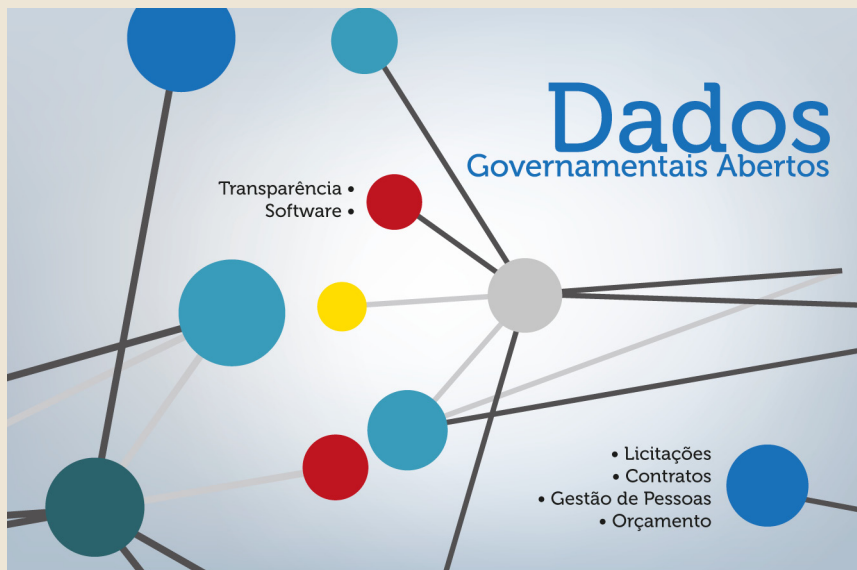 Dados
Governamentais Abertos
Transparência •
Software •
• Licitações
• Contratos
• Gestão de Pessoas
• Orçamento